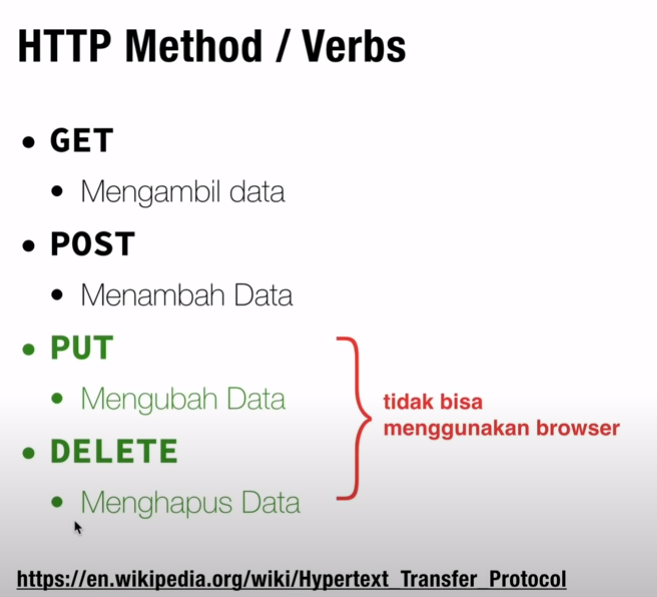 HTTP Method / Verbs
• GET
• Mengambil data
• POST
• Menambah Data
• PUT
• Mengubah Data
• DELETE
• Menghapus Data
tidak bisa
menggunakan browser
https://en.wikipedia.org/wiki/Hypertext_Transfer_Protocol